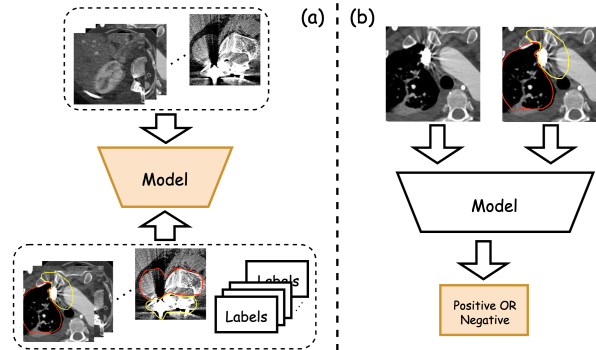 (a)
Model
Labels
Labels
(b)
Model
Positive OR
Negative